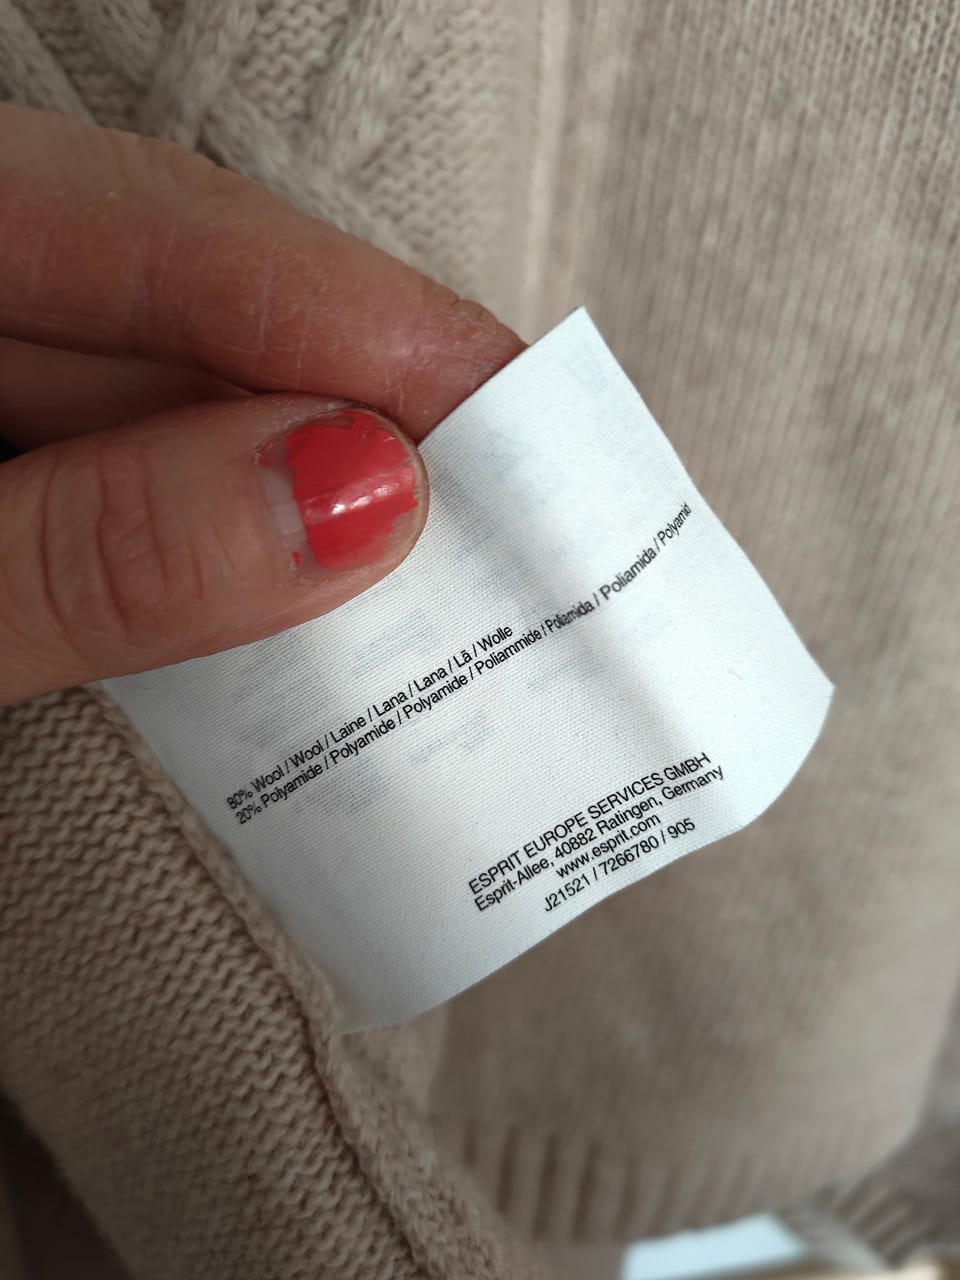 80% Wool / Wool / Laine / Lana / Lana / Lã / Wolle
20% Polyamide / Polyamide / Polyamide / Poliammide / Poliamida / Poliamida / Polyamid
ESPRIT EUROPE SERVICES GMBH
Esprit-Allee, 40882 Ratingen, Germany
www.esprit.com
J21521 / 7266780 / 905